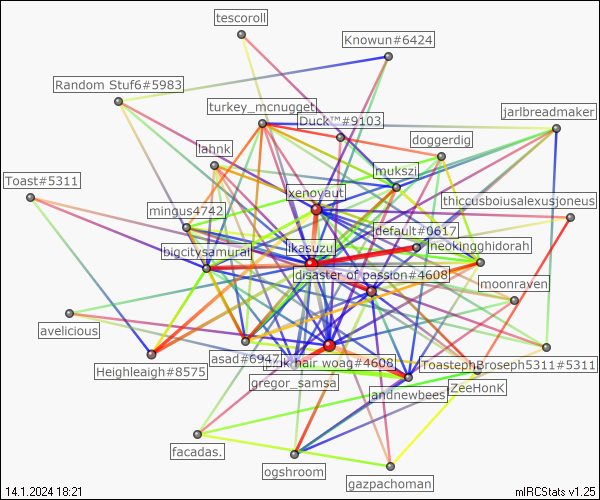 tescoroll
Knowun#6424
Random Stuf6#5983
turkey_mcnugget
jarlbreadmaker
Duck™#9103
doggerdig
lahnk
mukszi
Toast#5311
xenoyaut
thiccusboiusalexusjoneus
mingus4742
default#0617
ikasuzu
neokingghidorah
bigcitysamurai
disaster of passion#4608
moonraven
avelicious
asad#6947
hair woag#4608
ToastephBroseph5311#5311
Heighleaigh#8575
gregor_samsa
ZeeHonK
andnewbees
facadas.
ogshroom
gazpachoman
14.1.2024 18:21
mIRCStats v1.25